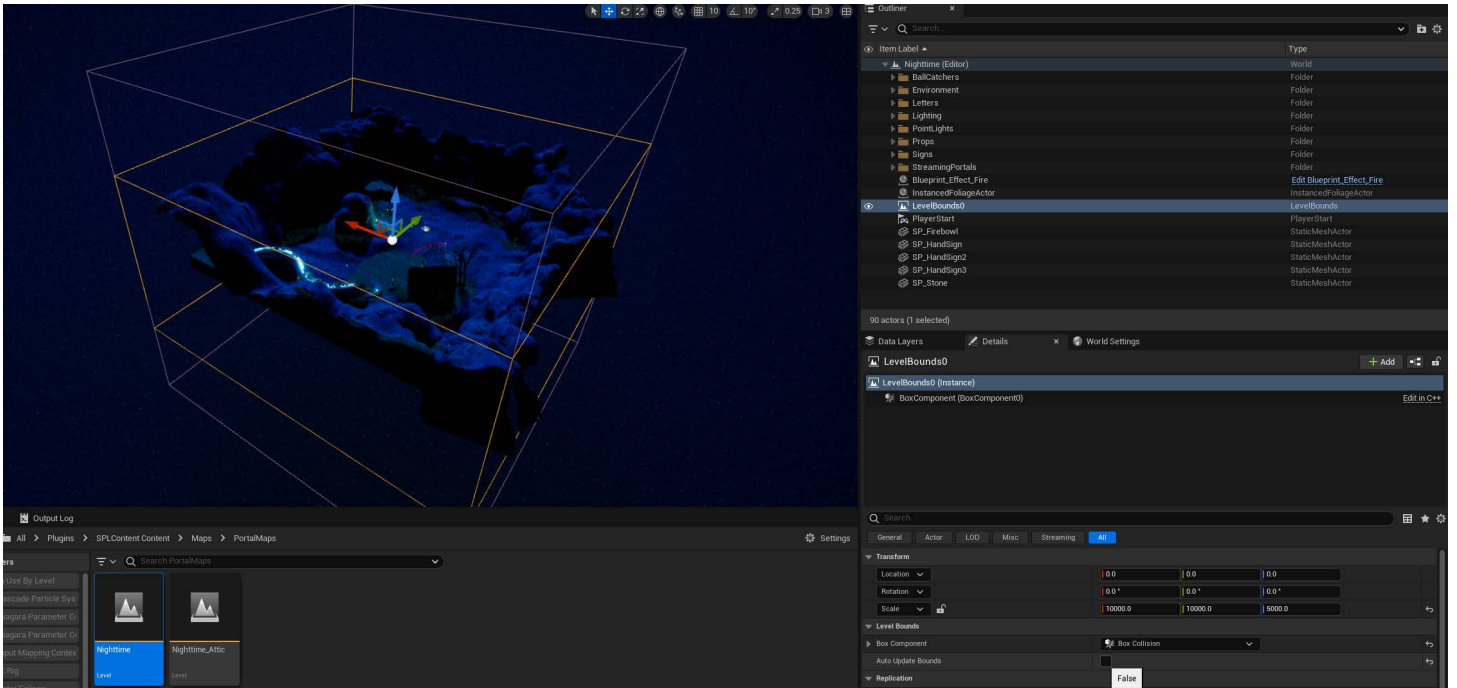 10 10° 0.25 3
Outliner
Search...
Item Label Type
Nighttime (Editor) World
BallCatchers Folder
Environment Folder
Letters Folder
Lighting Folder
PointLights Folder
Props Folder
Signs Folder
StreamingPortals Folder
Blueprint_Effect_Fire Edit Blueprint_Effect_Fire
InstancedFoliageActor InstancedFoliageActor
LevelBounds0 LevelBounds
PlayerStart PlayerStart
SP_Firebowl StaticMeshActor
SP_HandSign StaticMeshActor
SP_HandSign2 StaticMeshActor
SP_HandSign3 StaticMeshActor
SP_Stone StaticMeshActor
90 actors (1 selected)
Data Layers Details World Settings
LevelBounds0 + Add
LevelBounds0 (Instance)
BoxComponent (BoxComponent0) Edit in C++
Search
General Actor LOD Misc Streaming All
Transform
Location 0.0 0.0 0.0
Rotation 0.0° 0.0° 0.0°
Scale 10000.0 10000.0 5000.0
Level Bounds
Box Component Box Collision
Auto Update Bounds
False
Replication
Output Log
All > Plugins > SPLContent Content > Maps > PortalMaps Settings
ers Search PortalMaps
Use By Level
ascade Particle Sys
iagara Parameter C
iagara Parameter C
put Mapping Contex
Rig
Nighttime
Level
Nighttime_Attic
Level